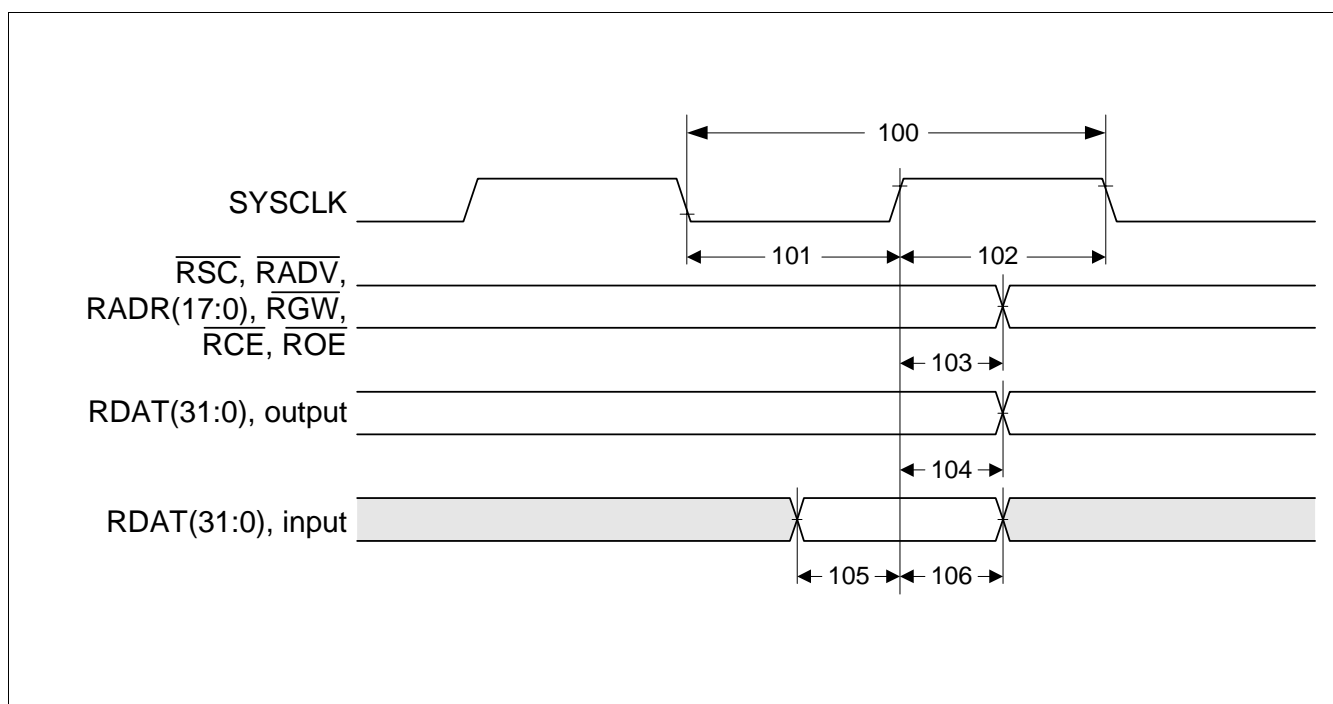 100
SYSCLK
101
102
RSC, RADV,
RADR(17:0), RGW,
RCE, ROE
103
RDAT(31:0), output
104
RDAT(31:0), input
105
106